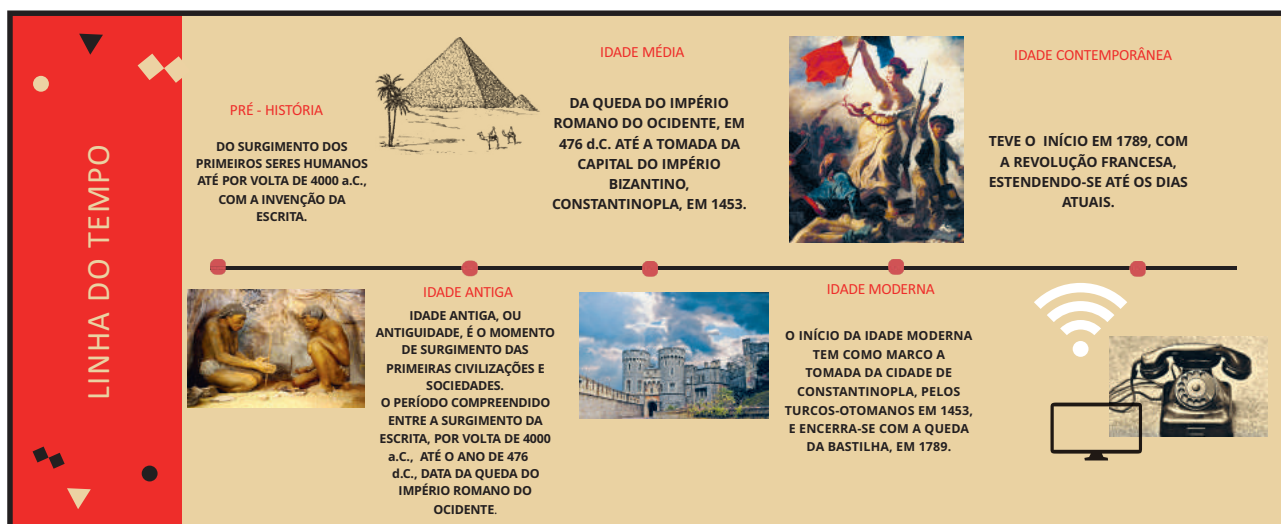 LINHA DO TEMPO
PRÉ - HISTÓRIA
DO SURGIMENTO DOS
PRIMEIROS SERES HUMANOS
ATÉ POR VOLTA DE 4000 a.C.,
COM A INVENÇÃO DA
ESCRITA.
IDADE ANTIGA
IDADE ANTIGA, OU
ANTIGUIDADE, É O MOMENTO
DE SURGIMENTO DAS
PRIMEIRAS CIVILIZAÇÕES E
SOCIEDADES.
O PERÍODO COMPREENDIDO
ENTRE A SURGIMENTO DA
ESCRITA, POR VOLTA DE 4000
a.C., ATÉ O ANO DE 476
d.C., DATA DA QUEDA DO
IMPÉRIO ROMANO DO
OCIDENTE.
IDADE MÉDIA
DA QUEDA DO IMPÉRIO
ROMANO DO OCIDENTE, EM
476 d.C. ATÉ A TOMADA DA
CAPITAL DO IMPÉRIO
BIZANTINO,
CONSTANTINOPLA, EM 1453.
IDADE MODERNA
O INÍCIO DA IDADE MODERNA
TEM COMO MARCO A
TOMADA DA CIDADE DE
CONSTANTINOPLA, PELOS
TURCOS-OTOMANOS EM 1453,
E ENCERRA-SE COM A QUEDA
DA BASTILHA, EM 1789.
IDADE CONTEMPORÂNEA
TEVE O INÍCIO EM 1789, COM
A REVOLUÇÃO FRANCESA,
ESTENDENDO-SE ATÉ OS DIAS
ATUAIS.